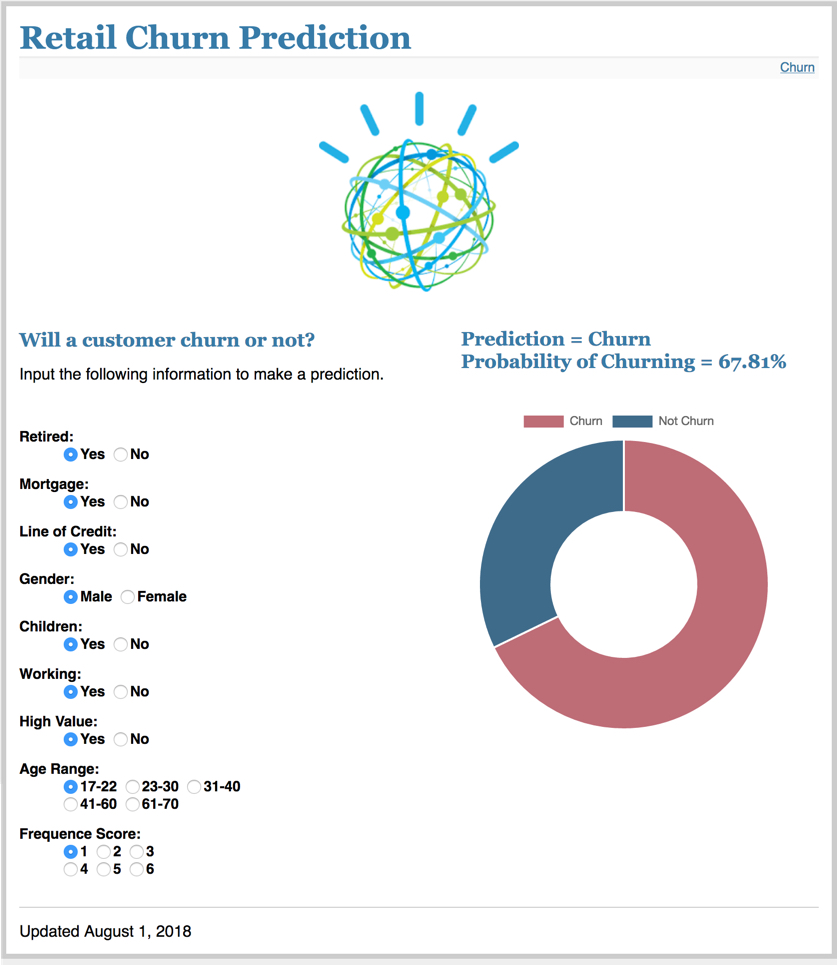 Retail Churn Prediction
Churn
Will a customer churn or not?
Input the following information to make a prediction.
Retired:
Yes No
Mortgage:
Yes No
Line of Credit:
Yes No
Gender:
Male Female
Children:
Yes No
Working:
Yes No
High Value:
Yes No
Age Range:
17-22 23-30 31-40
41-60 61-70
Frequence Score:
1 2 3
4 5 6
Prediction = Churn
Probability of Churning = 67.81%
Churn Not Churn
Updated August 1, 2018